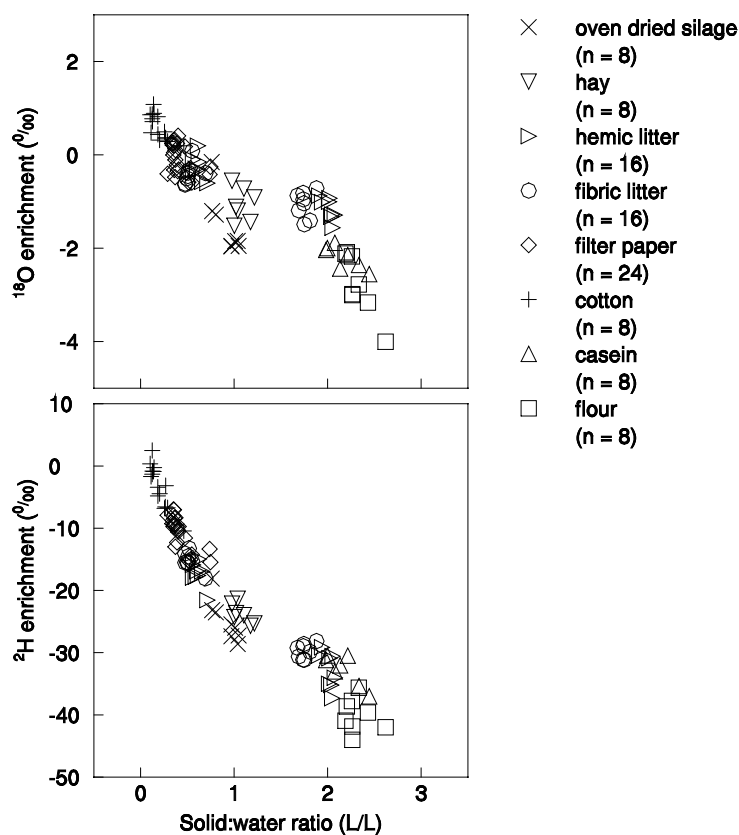 2
0
-2
-4
¹⁸O enrichment (⁰/₀₀)
10
0
-10
-20
-30
-40
-50
²H enrichment (⁰/₀₀)
0 1 2 3
Solid:water ratio (L/L)
oven dried silage
(n = 8)
hay
(n = 8)
hemic litter
(n = 16)
fibric litter
(n = 16)
filter paper
(n = 24)
cotton
(n = 8)
casein
(n = 8)
flour
(n = 8)